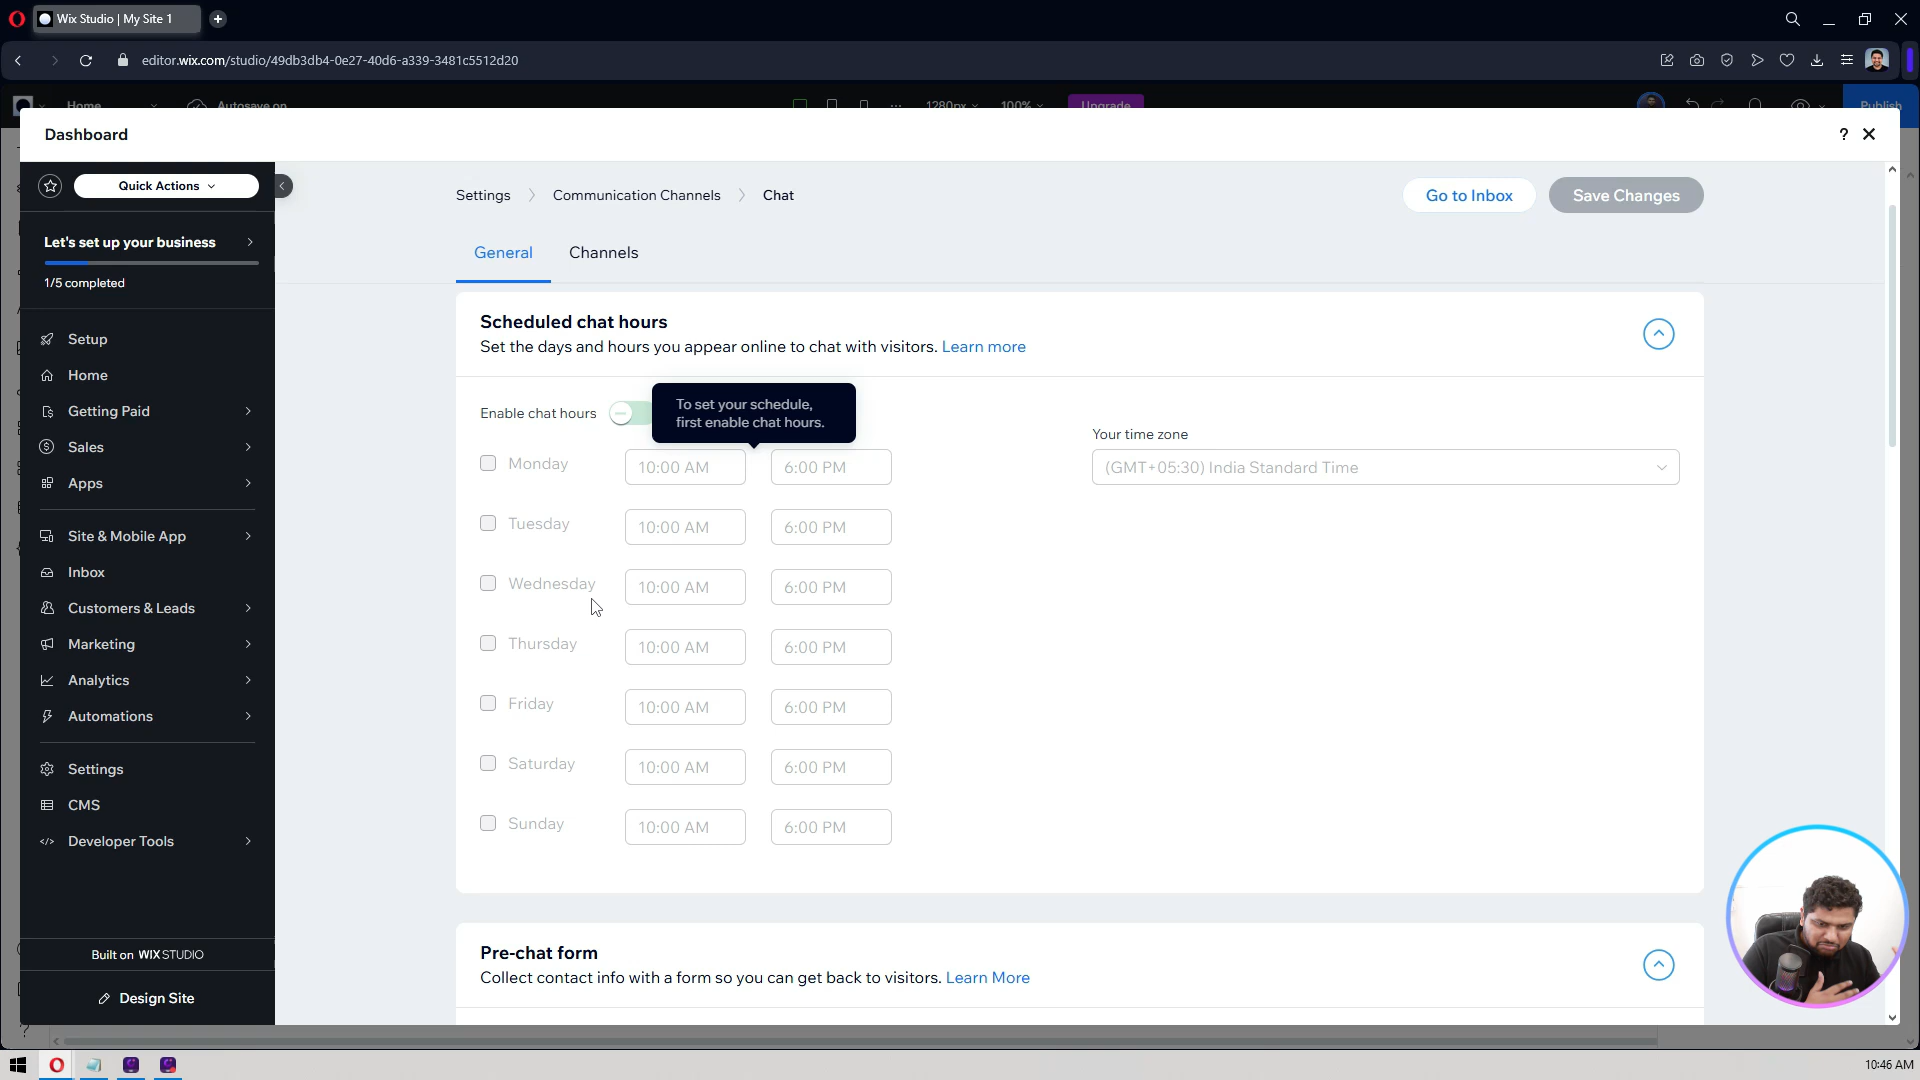 Wix Studio | My Site 1
editor.wix.com/studio/49db3db4-0e27-40d6-a339-3481c5512d20
Home
Autosave on
1280px
100%
Upgrade
Publish
Dashboard
?
Quick Actions
Let's set up your business
1/5 completed
Setup
Home
Getting Paid
Sales
Apps
Site & Mobile App
Inbox
Customers & Leads
Marketing
Analytics
Automations
Settings
CMS
Developer Tools
Built on WIX STUDIO
Design Site
Settings
Communication Channels
Chat
Go to Inbox
Save Changes
General
Channels
Scheduled chat hours
Set the days and hours you appear online to chat with visitors. Learn more
Enable chat hours
To set your schedule,
first enable chat hours.
Your time zone
(GMT+05:30) India Standard Time
Monday 10:00 AM 6:00 PM
Tuesday 10:00 AM 6:00 PM
Wednesday 10:00 AM 6:00 PM
Thursday 10:00 AM 6:00 PM
Friday 10:00 AM 6:00 PM
Saturday 10:00 AM 6:00 PM
Sunday 10:00 AM 6:00 PM
Pre-chat form
Collect contact info with a form so you can get back to visitors. Learn More
10:46 AM